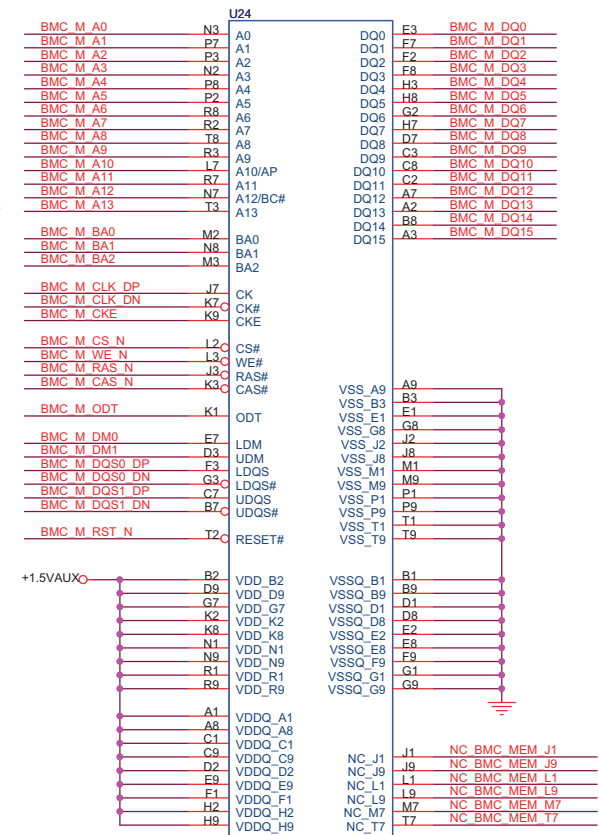 U24
BMC_M_A0 N3 A0 DQ0 E3 BMC_M_DQ0
BMC_M_A1 P7 A1 DQ1 F7 BMC_M_DQ1
BMC_M_A2 P3 A2 DQ2 F2 BMC_M_DQ2
BMC_M_A3 N2 A3 DQ3 F8 BMC_M_DQ3
BMC_M_A4 P8 A4 DQ4 H3 BMC_M_DQ4
BMC_M_A5 P2 A5 DQ5 H8 BMC_M_DQ5
BMC_M_A6 R8 A6 DQ6 G2 BMC_M_DQ6
BMC_M_A7 R2 A7 DQ7 H7 BMC_M_DQ7
BMC_M_A8 T8 A8 DQ8 D7 BMC_M_DQ8
BMC_M_A9 R3 A9 DQ9 C3 BMC_M_DQ9
BMC_M_A10 L7 A10/AP DQ10 C8 BMC_M_DQ10
BMC_M_A11 R7 A11 DQ11 C2 BMC_M_DQ11
BMC_M_A12 N7 A12/BC# DQ12 A7 BMC_M_DQ12
BMC_M_A13 T3 A13 DQ13 A2 BMC_M_DQ13
DQ14 B8 BMC_M_DQ14
BMC_M_BA0 M2 BA0 DQ15 A3 BMC_M_DQ15
BMC_M_BA1 N8 BA1
BMC_M_BA2 M3 BA2
BMC_M_CLK_DP J7 CK
BMC_M_CLK_DN K7 CK#
BMC_M_CKE K9 CKE
BMC_M_CS_N L2 CS#
BMC_M_WE_N L3 WE#
BMC_M_RAS_N J3 RAS#
BMC_M_CAS_N K3 CAS# VSS_A9 A9
VSS_B3 B3
BMC_M_ODT K1 ODT VSS_E1 E1
VSS_G8 G8
BMC_M_DM0 E7 LDM VSS_J2 J2
BMC_M_DM1 D3 UDM VSS_J8 J8
BMC_M_DQS0_DP F3 LDQS VSS_M1 M1
BMC_M_DQS0_DN G3 LDQS# VSS_M9 M9
BMC_M_DQS1_DP C7 UDQS VSS_P1 P1
BMC_M_DQS1_DN B7 UDQS# VSS_P9 P9
VSS_T1 T1
BMC_M_RST_N T2 RESET# VSS_T9 T9
+1.5VAUX B2 VDD_B2 VSSQ_B1 B1
D9 VDD_D9 VSSQ_B9 B9
G7 VDD_G7 VSSQ_D1 D1
K2 VDD_K2 VSSQ_D8 D8
K8 VDD_K8 VSSQ_E2 E2
N1 VDD_N1 VSSQ_E8 E8
N9 VDD_N9 VSSQ_F9 F9
R1 VDD_R1 VSSQ_G1 G1
R9 VDD_R9 VSSQ_G9 G9
A1 VDDQ_A1
A8 VDDQ_A8
C1 VDDQ_C1
C9 VDDQ_C9 NC_J1 J1 NC_BMC_MEM_J1
D2 VDDQ_D2 NC_J9 J9 NC_BMC_MEM_J9
E9 VDDQ_E9 NC_L1 L1 NC_BMC_MEM_L1
F1 VDDQ_F1 NC_L9 L9 NC_BMC_MEM_L9
H2 VDDQ_H2 NC_M7 M7 NC_BMC_MEM_M7
H9 VDDQ_H9 NC_T7 T7 NC_BMC_MEM_T7